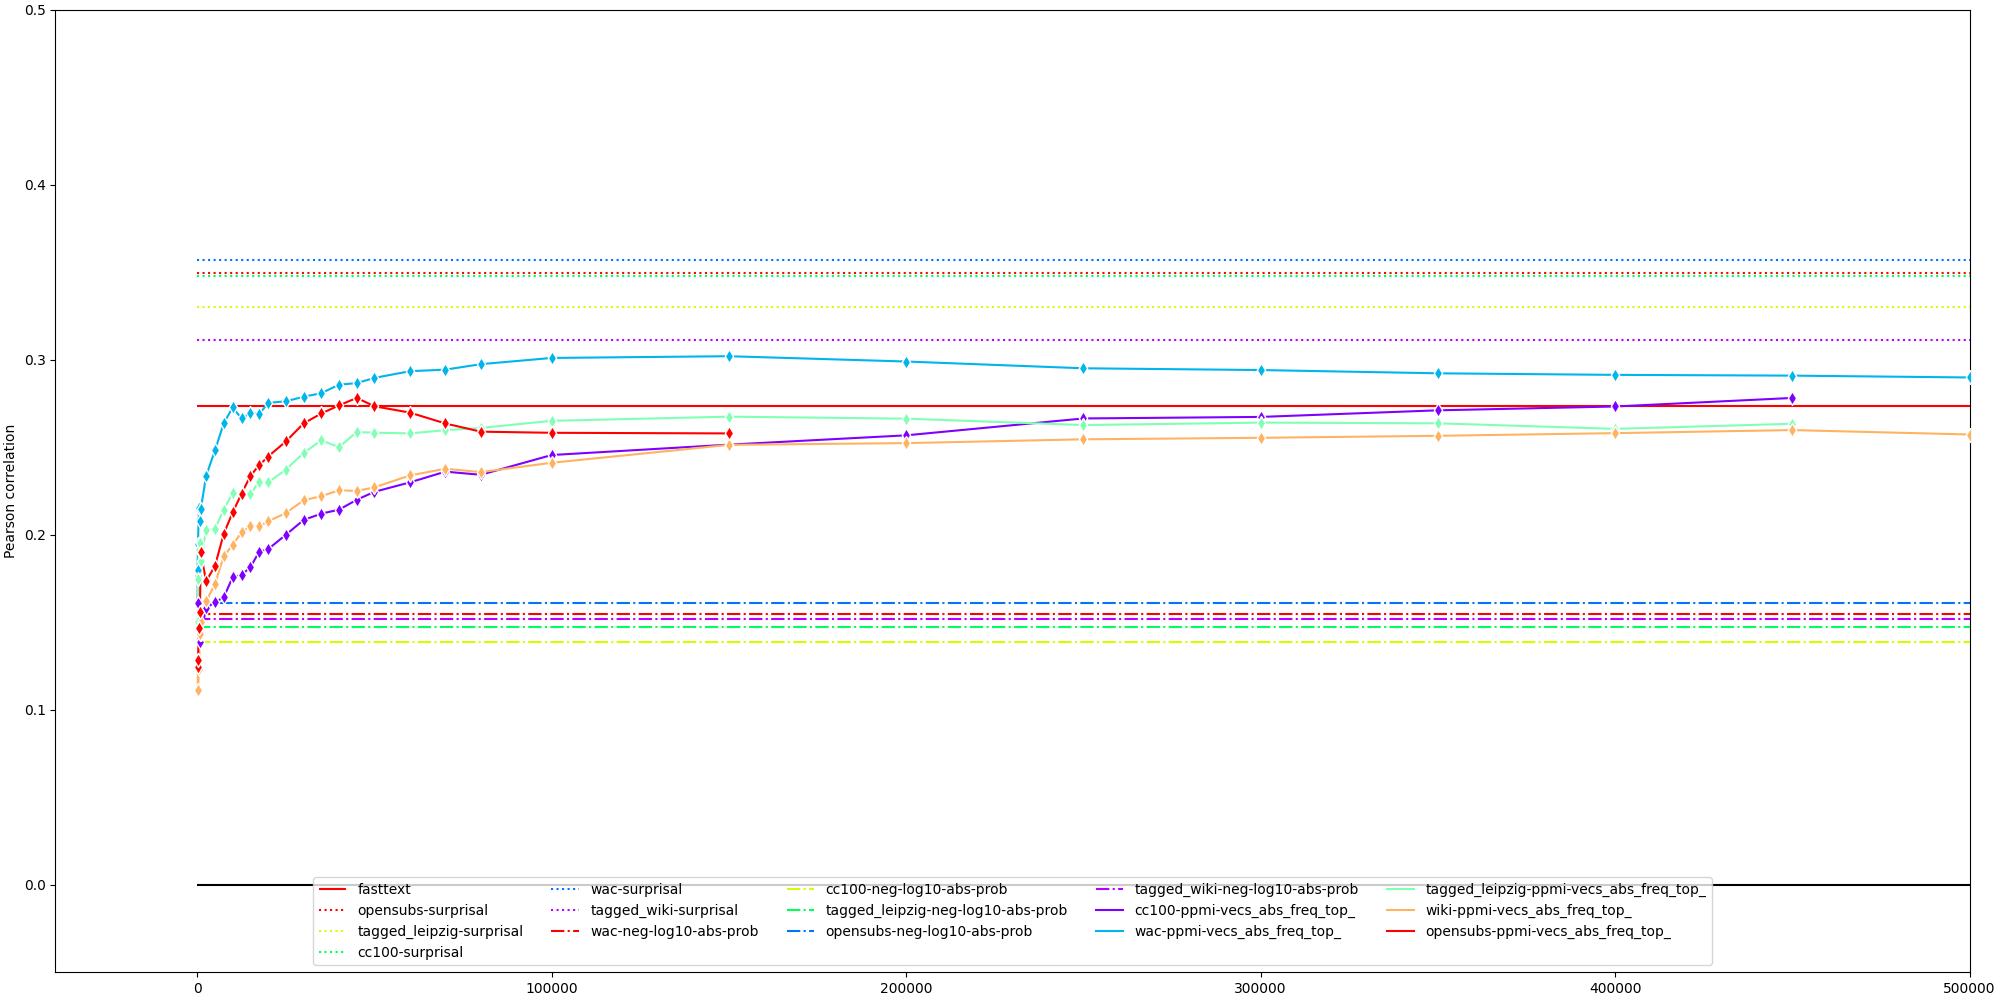 0.5
0.4
0.3
0.2
0.1
0.0
Pearson correlation
fasttext
opensubs-surprisal
tagged_leipzig-surprisal
cc100-surprisal
wac-surprisal
tagged_wiki-surprisal
wac-neg-log10-abs-prob
cc100-neg-log10-abs-prob
tagged_leipzig-neg-log10-abs-prob
opensubs-neg-log10-abs-prob
tagged_wiki-neg-log10-abs-prob
cc100-ppmi-vecs_abs_freq_top_
wac-ppmi-vecs_abs_freq_top_
tagged_leipzig-ppmi-vecs_abs_freq_top_
wiki-ppmi-vecs_abs_freq_top_
opensubs-ppmi-vecs_abs_freq_top_
0 100000 200000 300000 400000 500000